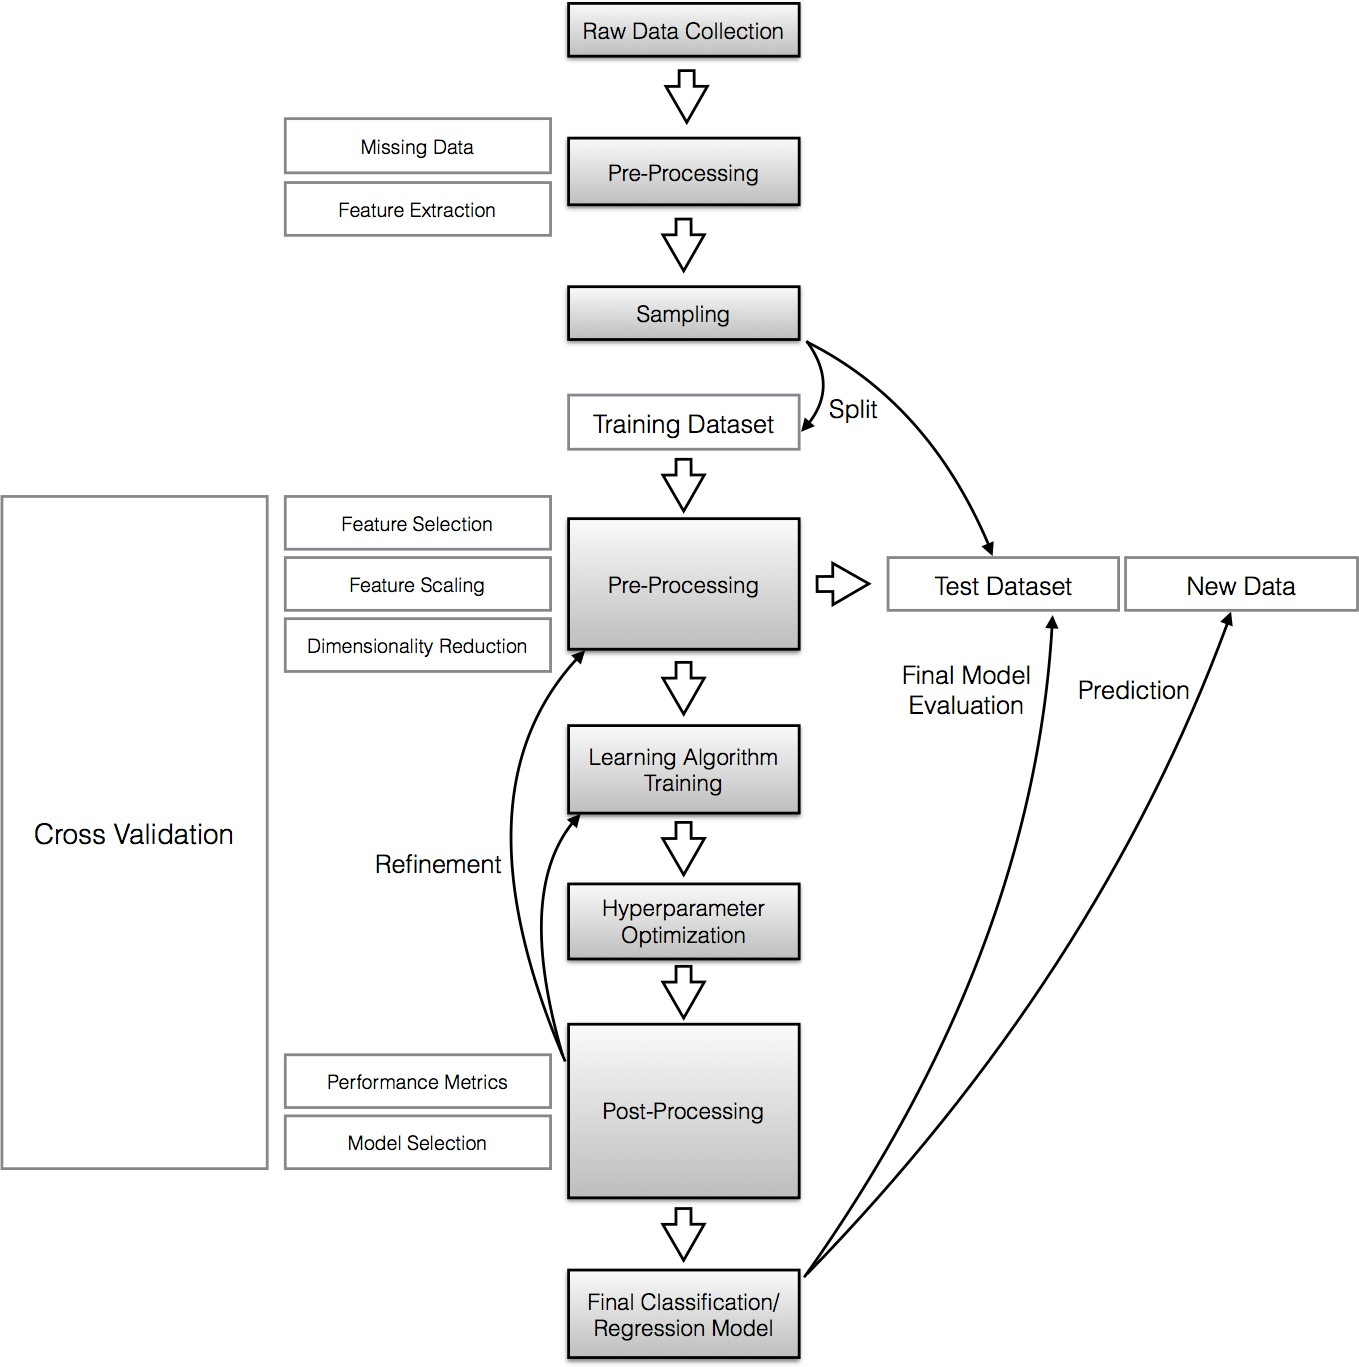 Raw Data Collection
Missing Data
Pre-Processing
Feature Extraction
Sampling
Training Dataset
Split
Feature Selection
Feature Scaling
Pre-Processing
Dimensionality Reduction
Test Dataset
New Data
Final Model
Evaluation
Prediction
Learning Algorithm
Training
Cross Validation
Refinement
Hyperparameter
Optimization
Performance Metrics
Post-Processing
Model Selection
Final Classification/
Regression Model